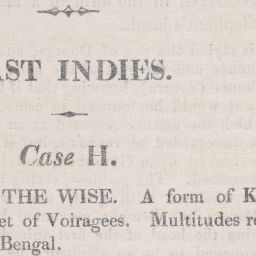 AST INDIES.
Case H.
THE WISE. A form of K
et of Voiragees. Multitudes re
Bengal.